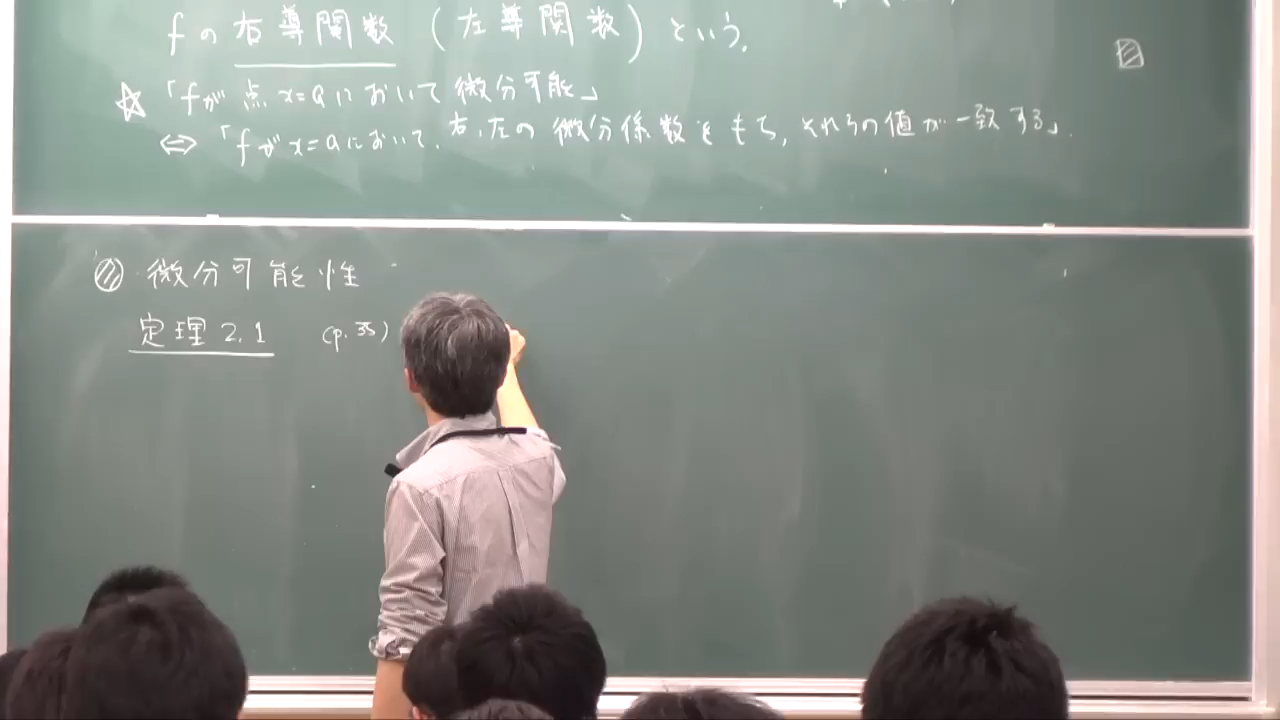 fの右導関数(左導関数)という.
☆「fが点x=aにおいて微分可能」
⇔「fがx=aにおいて,右,左の微分係数をもち,それらの値が一致する」.
微分可能性
定理2.1 (p.35)